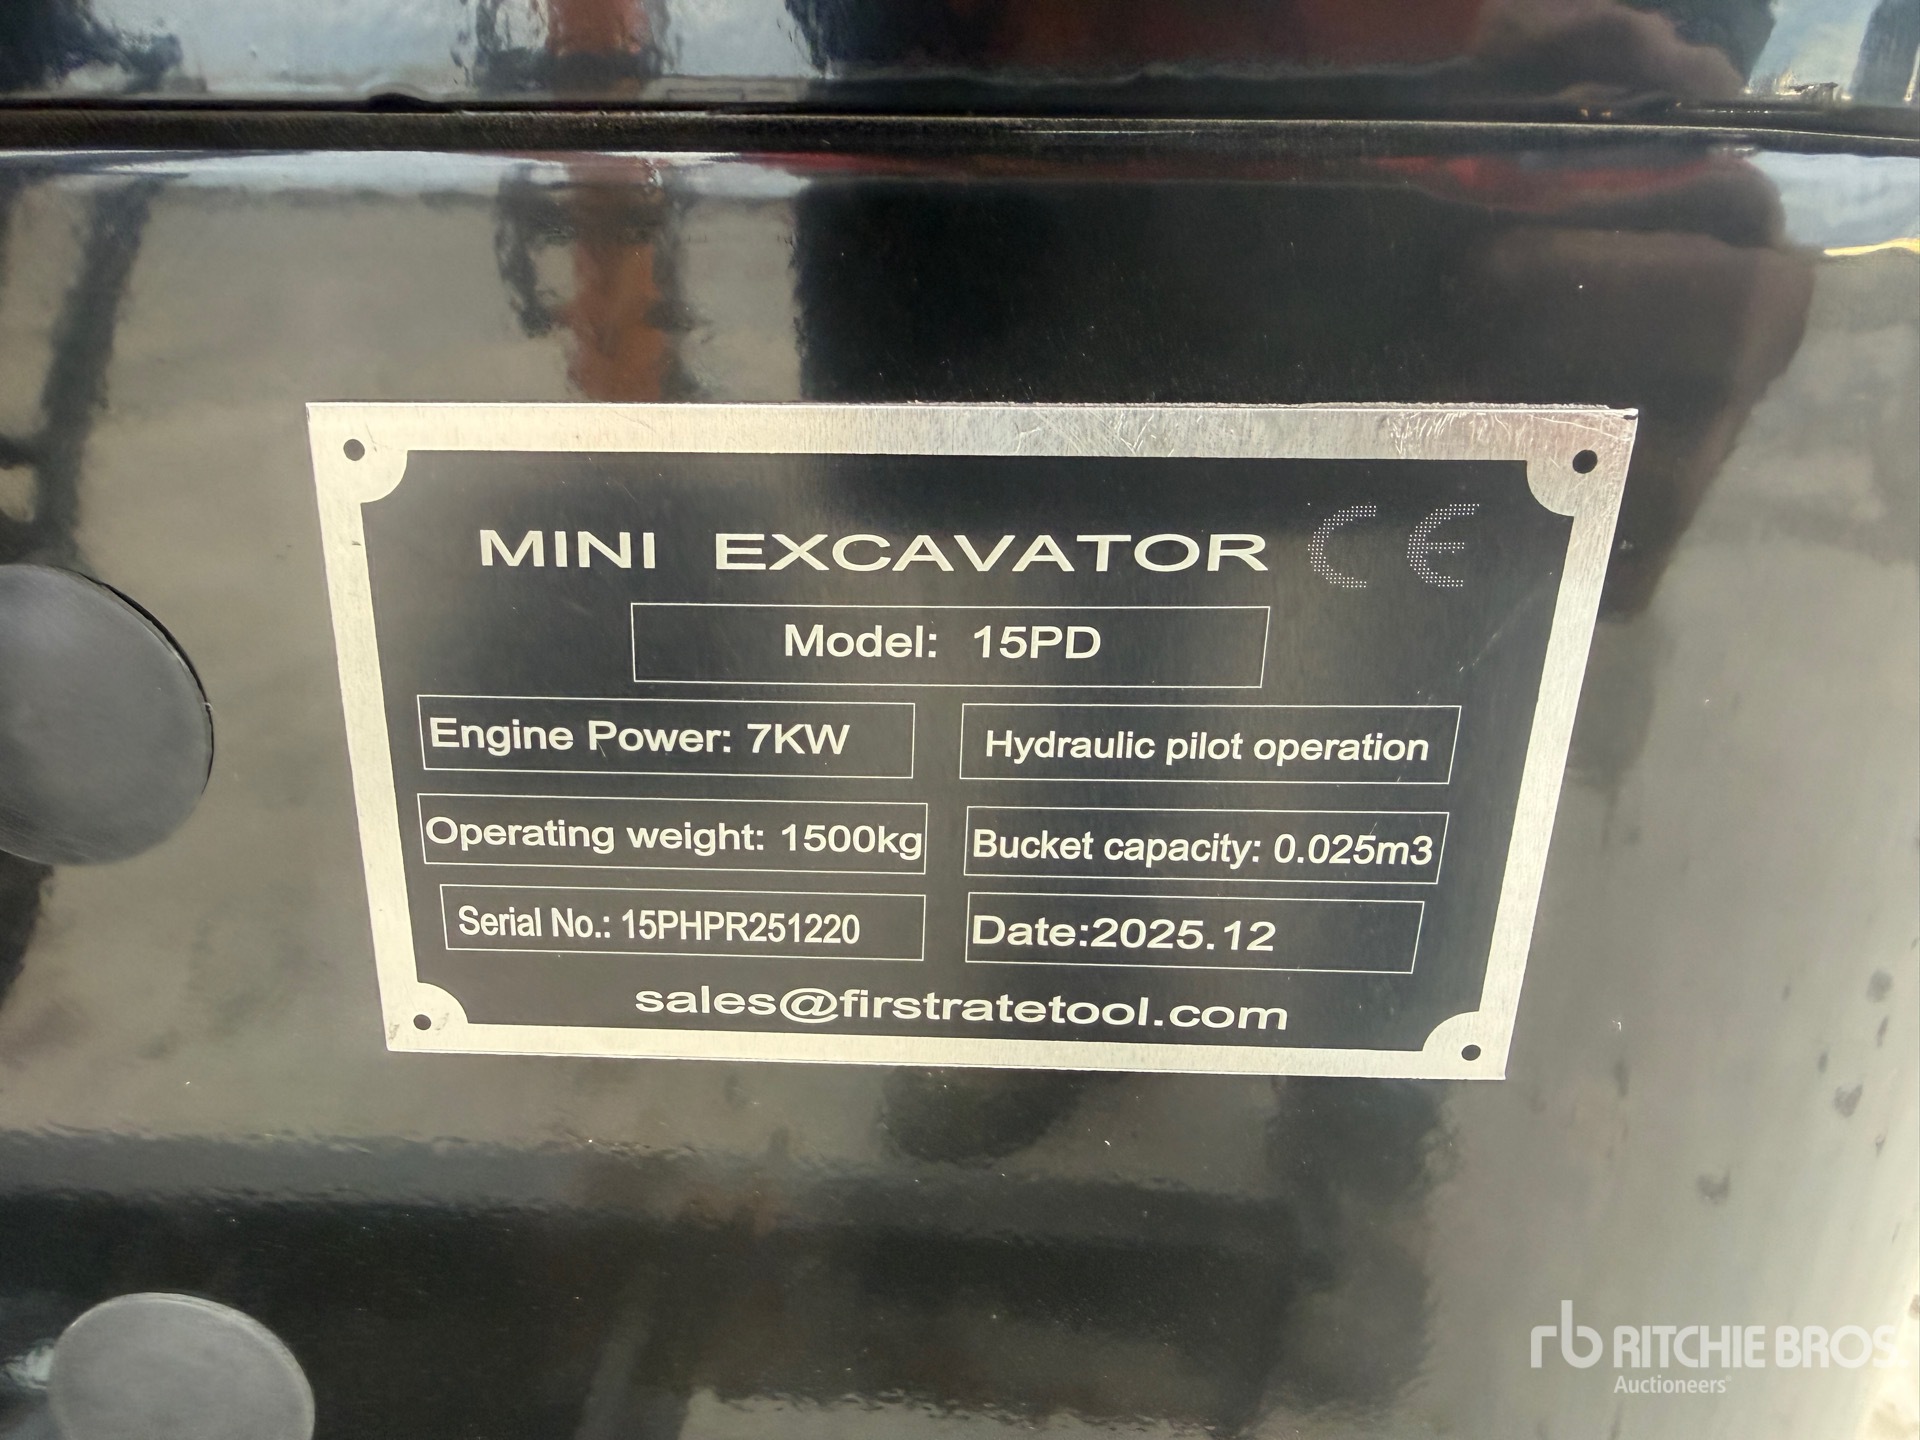 MINI EXCAVATOR CE
Model: 15PD
Engine Power: 7KW
Hydraulic pilot operation
Operating weight: 1500kg
Bucket capacity: 0.025m3
Serial No.: 15PHPR251220
Date:2025.12
sales@firstratetool.com
rb RITCHIE BROS.
Auctioneers